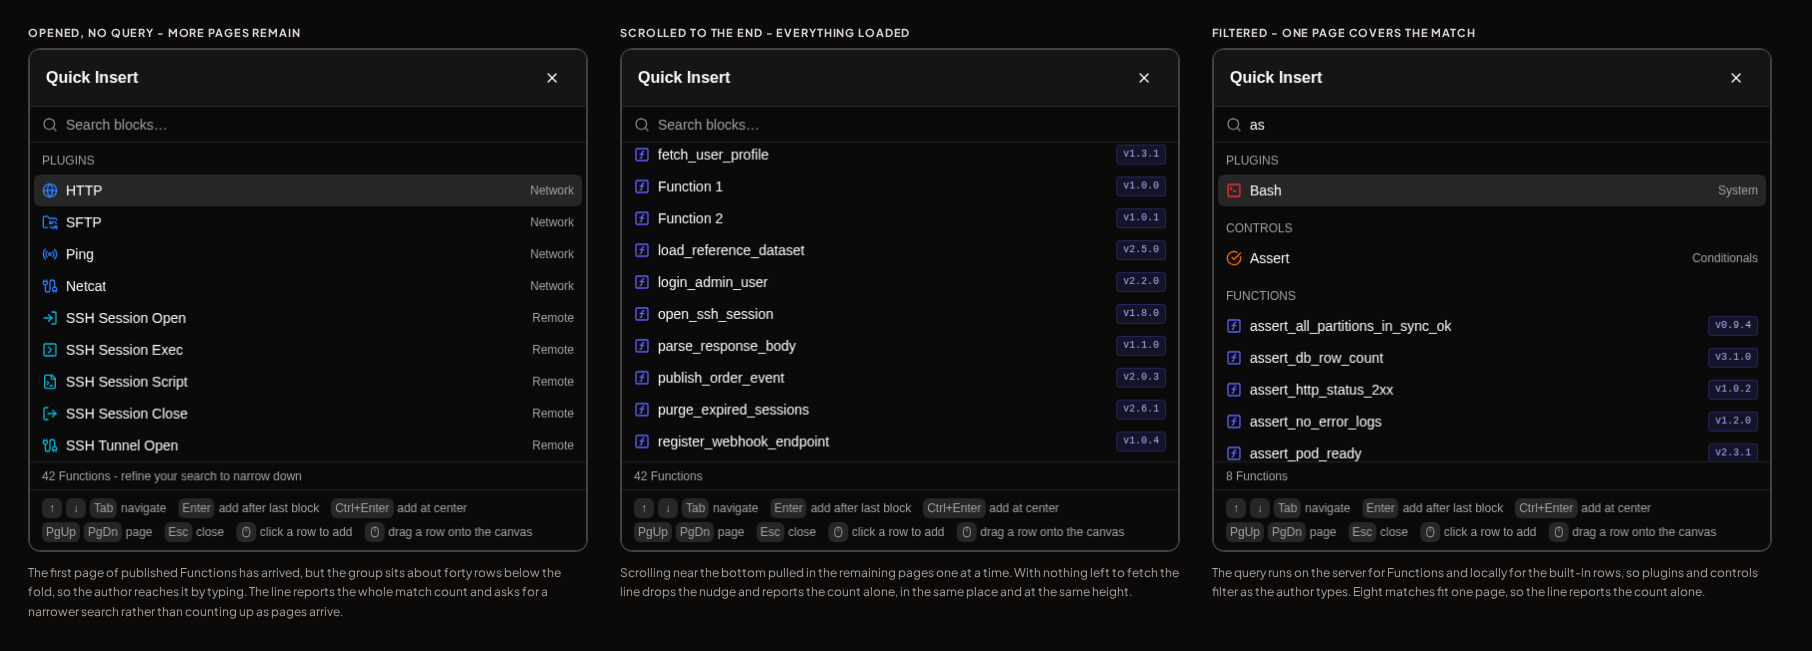 OPENED, NO QUERY – MORE PAGES REMAIN
Quick Insert
Search blocks…
PLUGINS
HTTP Network
SFTP Network
Ping Network
Netcat Network
SSH Session Open Remote
SSH Session Exec Remote
SSH Session Script Remote
SSH Session Close Remote
SSH Tunnel Open Remote
42 Functions - refine your search to narrow down
↑ ↓ Tab navigate Enter add after last block Ctrl+Enter add at center
PgUp PgDn page Esc close click a row to add drag a row onto the canvas
The first page of published Functions has arrived, but the group sits about forty rows below the
fold, so the author reaches it by typing. The line reports the whole match count and asks for a
narrower search rather than counting up as pages arrive.
SCROLLED TO THE END – EVERYTHING LOADED
Quick Insert
Search blocks…
fetch_user_profile v1.3.1
Function 1 v1.0.0
Function 2 v1.0.1
load_reference_dataset v2.5.0
login_admin_user v2.2.0
open_ssh_session v1.8.0
parse_response_body v1.1.0
publish_order_event v2.0.3
purge_expired_sessions v2.6.1
register_webhook_endpoint v1.0.4
42 Functions
↑ ↓ Tab navigate Enter add after last block Ctrl+Enter add at center
PgUp PgDn page Esc close click a row to add drag a row onto the canvas
Scrolling near the bottom pulled in the remaining pages one at a time. With nothing left to fetch the
line drops the nudge and reports the count alone, in the same place and at the same height.
FILTERED – ONE PAGE COVERS THE MATCH
Quick Insert
as
PLUGINS
Bash System
CONTROLS
Assert Conditionals
FUNCTIONS
assert_all_partitions_in_sync_ok v0.9.4
assert_db_row_count v3.1.0
assert_http_status_2xx v1.0.2
assert_no_error_logs v1.2.0
assert_pod_ready v2.3.1
8 Functions
↑ ↓ Tab navigate Enter add after last block Ctrl+Enter add at center
PgUp PgDn page Esc close click a row to add drag a row onto the canvas
The query runs on the server for Functions and locally for the built-in rows, so plugins and controls
filter as the author types. Eight matches fit one page, so the line reports the count alone.